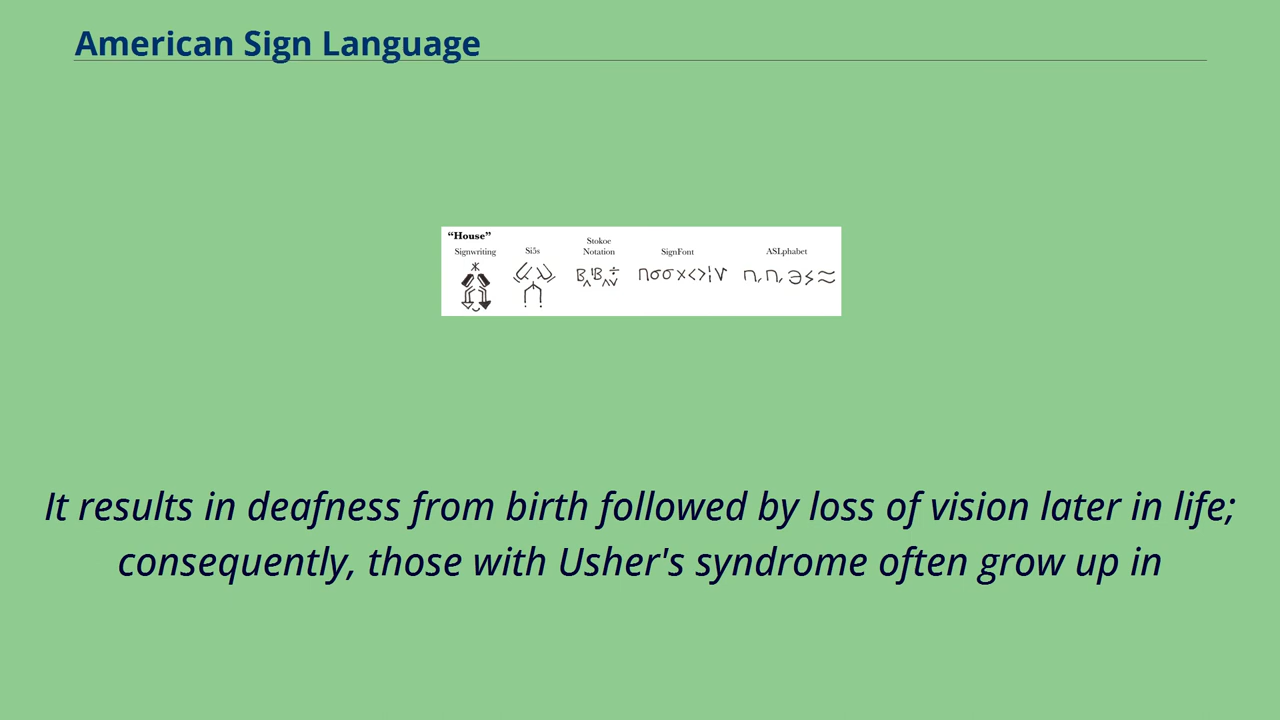 American Sign Language
“House”
Signwriting Si5s Stokoe Notation SignFont ASLphabet
It results in deafness from birth followed by loss of vision later in life;
consequently, those with Usher's syndrome often grow up in